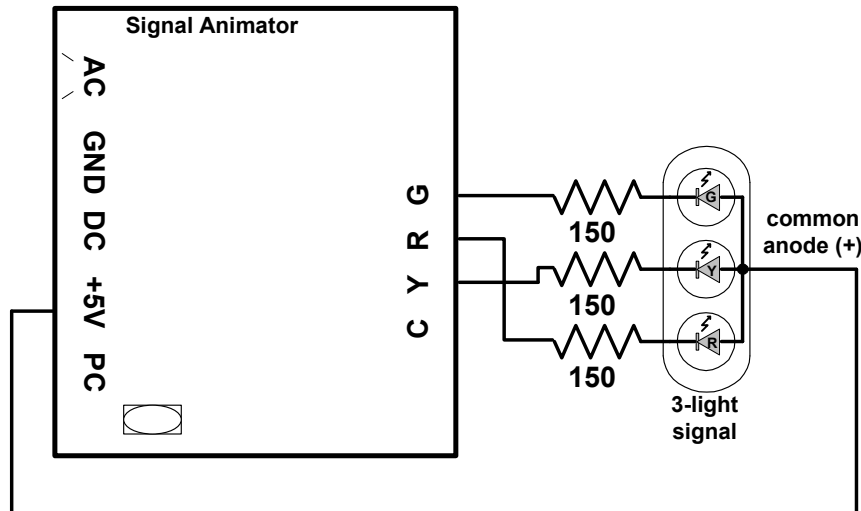 Signal Animator
AC
GND
DC
+5V
PC
G
R
Y
C
150
150
150
G
Y
R
common
anode (+)
3-light
signal